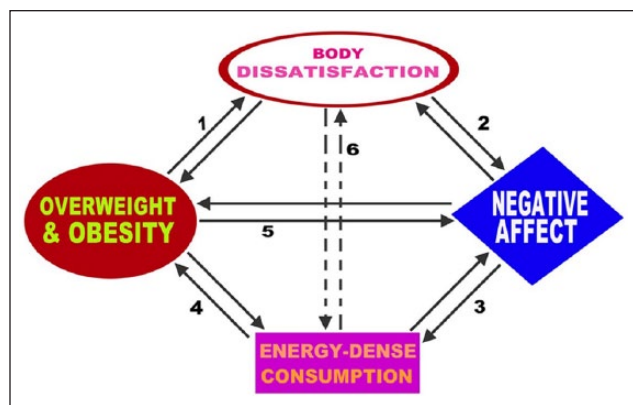 BODY
DISSATISFACTION
1
2
6
OVERWEIGHT
& OBESITY
NEGATIVE
AFFECT
5
4
3
ENERGY-DENSE
CONSUMPTION